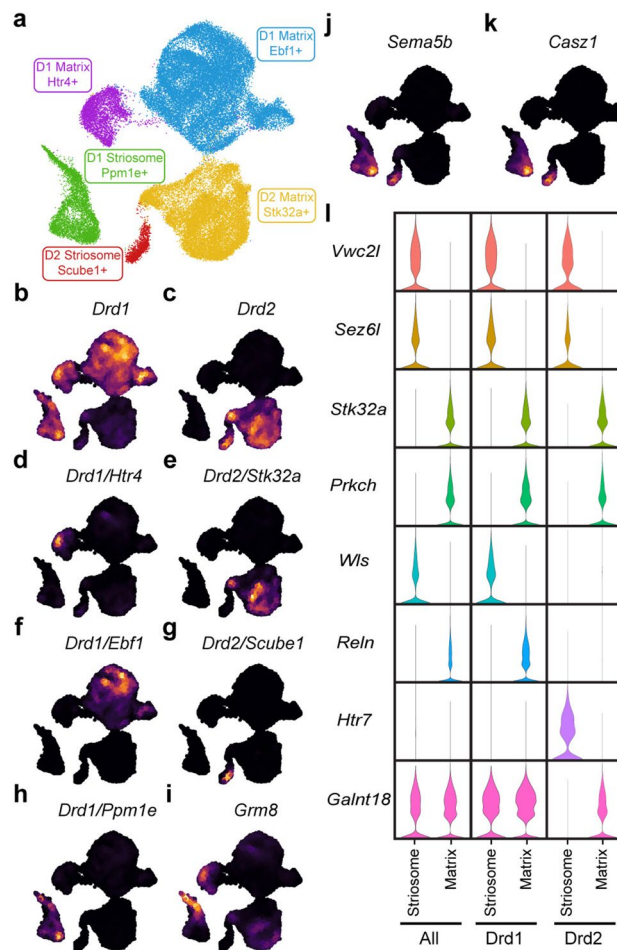 a
D1 Matrix
Ebf1+
D1 Matrix
Htr4+
D1 Striosome
Ppm1e+
D2 Matrix
Stk32a+
D2 Striosome
Scube1+
b
Drd1
c
Drd2
d
Drd1/Htr4
e
Drd2/Stk32a
f
Drd1/Ebf1
g
Drd2/Scube1
h
Drd1/Ppm1e
i
Grm8
j
Sema5b
k
Casz1
l
Vwc2l
Sez6l
Stk32a
Prkch
Wls
Reln
Htr7
Galnt18
Striosome
Matrix
Striosome
Matrix
Striosome
Matrix
All
Drd1
Drd2